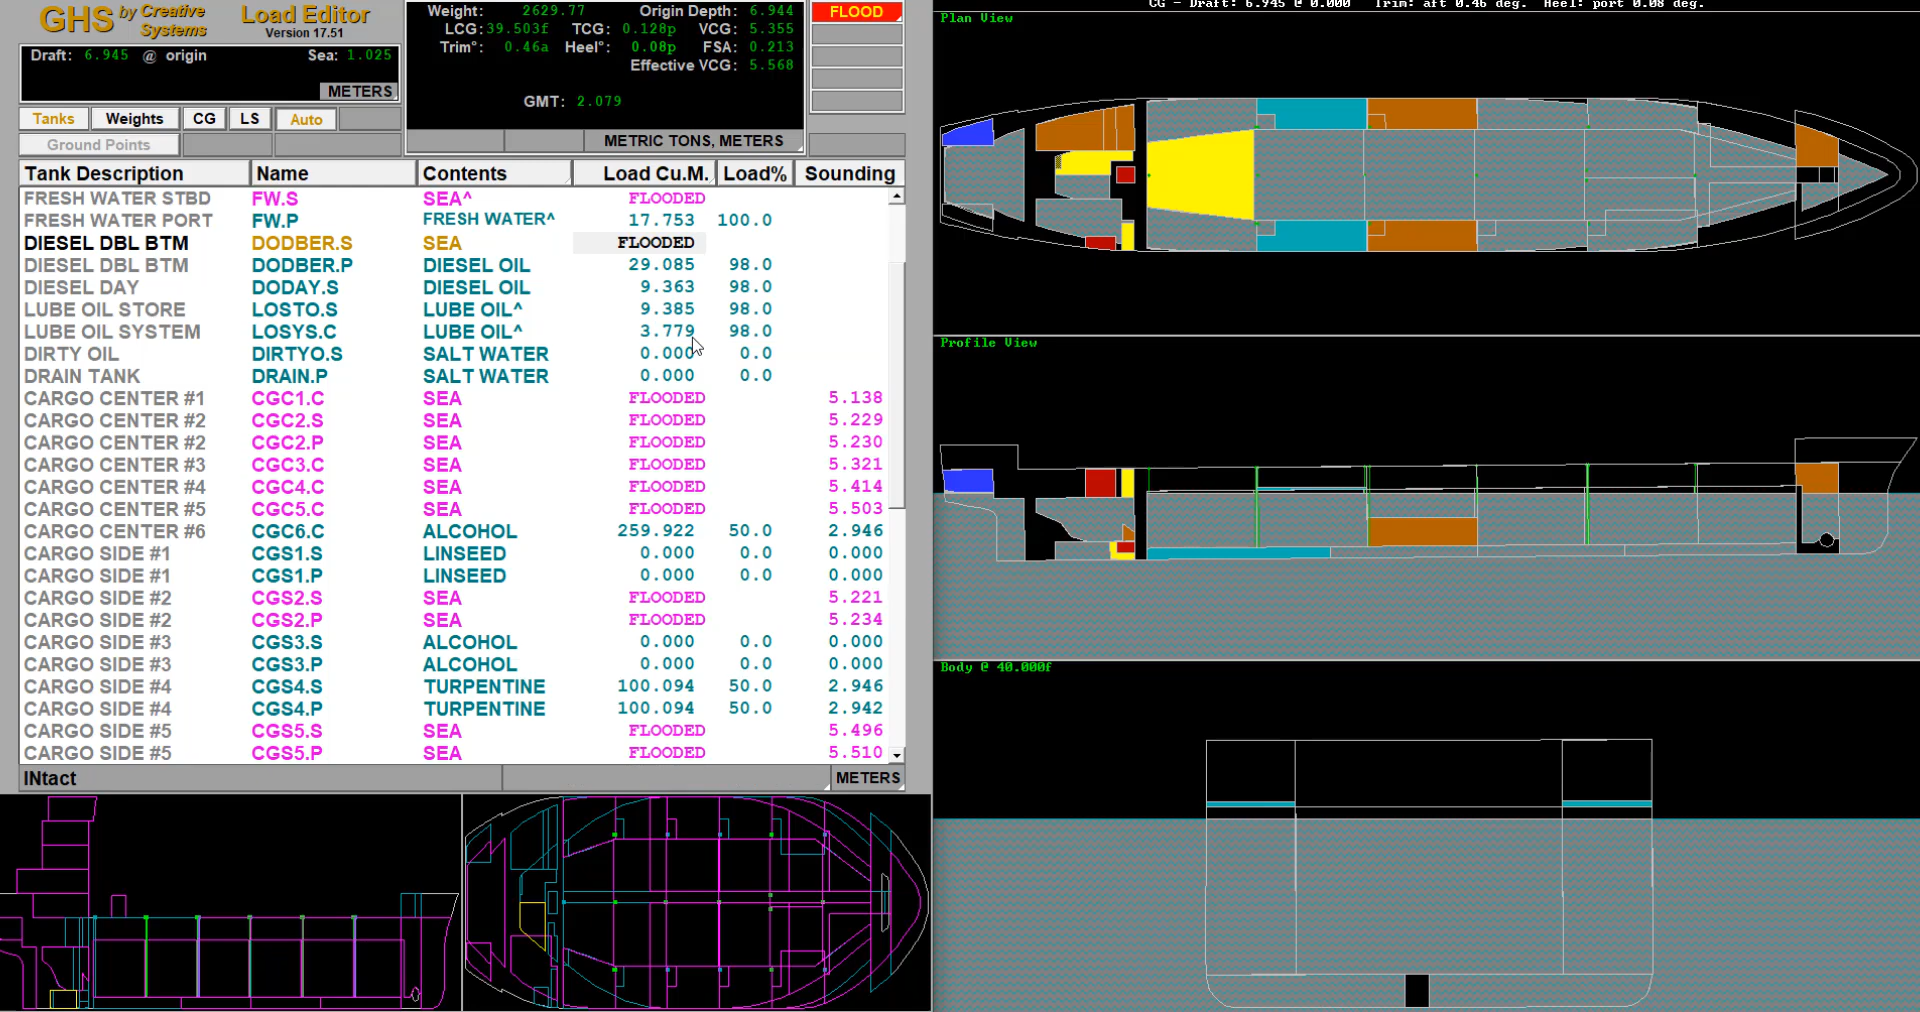 GHS by Creative Systems
Load Editor
Version 17.51
Draft: 6.945 @ origin Sea: 1.025
METERS
Tanks Weights CG LS Auto
Ground Points
Weight: 2629.77 Origin Depth: 6.944
LCG: 39.503f TCG: 0.128p VCG: 5.355
Trim°: 0.46a Heel°: 0.08p FSA: 0.213
Effective VCG: 5.568
GMT: 2.079
METRIC TONS, METERS
FLOOD
Tank Description Name Contents Load Cu.M. Load% Sounding
FRESH WATER STBD FW.S SEA^ FLOODED
FRESH WATER PORT FW.P FRESH WATER^ 17.753 100.0
DIESEL DBL BTM DODBER.S SEA FLOODED
DIESEL DBL BTM DODBER.P DIESEL OIL 29.085 98.0
DIESEL DAY DODAY.S DIESEL OIL 9.363 98.0
LUBE OIL STORE LOSTO.S LUBE OIL^ 9.385 98.0
LUBE OIL SYSTEM LOSYS.C LUBE OIL^ 3.779 98.0
DIRTY OIL DIRTYO.S SALT WATER 0.000 0.0
DRAIN TANK DRAIN.P SALT WATER 0.000 0.0
CARGO CENTER #1 CGC1.C SEA FLOODED 5.138
CARGO CENTER #2 CGC2.S SEA FLOODED 5.229
CARGO CENTER #2 CGC2.P SEA FLOODED 5.230
CARGO CENTER #3 CGC3.C SEA FLOODED 5.321
CARGO CENTER #4 CGC4.C SEA FLOODED 5.414
CARGO CENTER #5 CGC5.C SEA FLOODED 5.503
CARGO CENTER #6 CGC6.C ALCOHOL 259.922 50.0 2.946
CARGO SIDE #1 CGS1.S LINSEED 0.000 0.0 0.000
CARGO SIDE #1 CGS1.P LINSEED 0.000 0.0 0.000
CARGO SIDE #2 CGS2.S SEA FLOODED 5.221
CARGO SIDE #2 CGS2.P SEA FLOODED 5.234
CARGO SIDE #3 CGS3.S ALCOHOL 0.000 0.0 0.000
CARGO SIDE #3 CGS3.P ALCOHOL 0.000 0.0 0.000
CARGO SIDE #4 CGS4.S TURPENTINE 100.094 50.0 2.946
CARGO SIDE #4 CGS4.P TURPENTINE 100.094 50.0 2.942
CARGO SIDE #5 CGS5.S SEA FLOODED 5.496
CARGO SIDE #5 CGS5.P SEA FLOODED 5.510
INtact METERS
CG - Draft: 6.945 @ 0.000 Trim: aft 0.46 deg. Heel: port 0.08 deg.
Plan View
Profile View
Body @ 40.000f